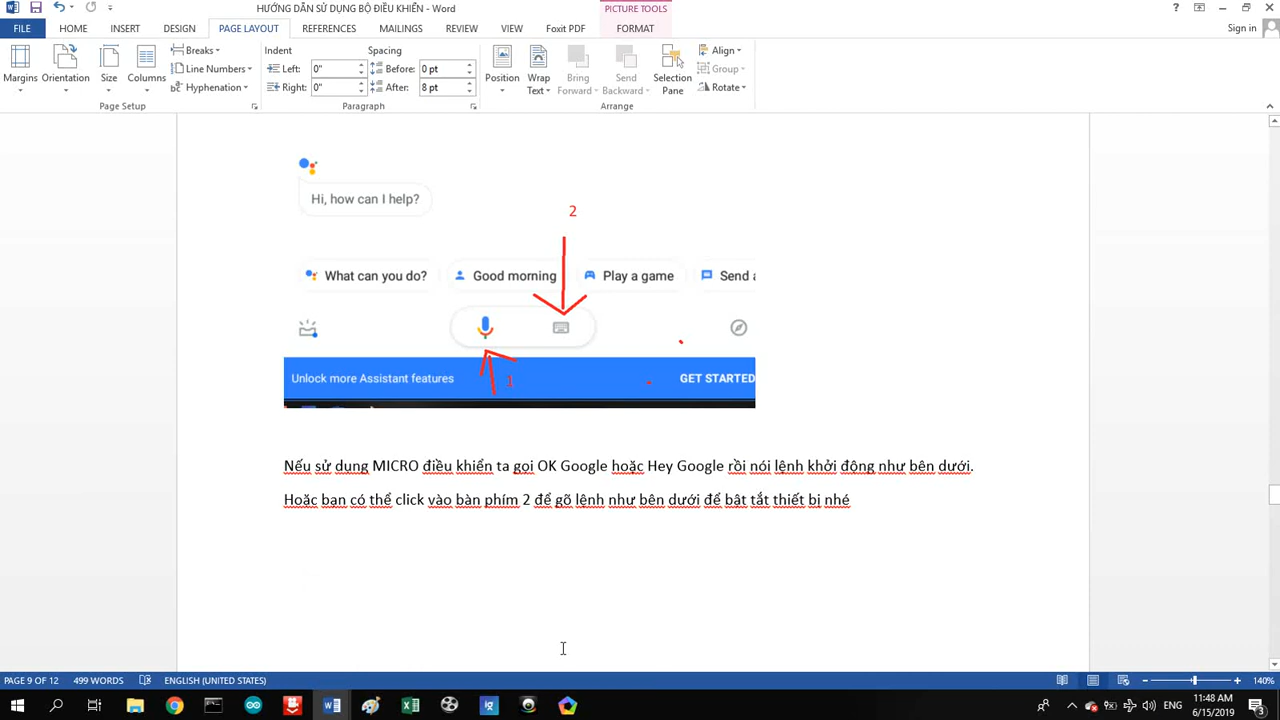 HƯỚNG DẪN SỬ DỤNG BỘ ĐIỀU KHIỂN - Word
PICTURE TOOLS
FILE HOME INSERT DESIGN PAGE LAYOUT REFERENCES MAILINGS REVIEW VIEW Foxit PDF FORMAT Sign in
Margins Orientation Size Columns
Breaks
Line Numbers
Hyphenation
Page Setup
Indent Spacing
Left: 0" Before: 0 pt
Right: 0" After: 8 pt
Paragraph
Position Wrap Text Bring Forward Send Backward Selection Pane
Align
Group
Rotate
Arrange
Hi, how can I help?
2
What can you do? Good morning Play a game Send a
Unlock more Assistant features 1 GET STARTED
Nếu sử dụng MICRO điều khiển ta gọi OK Google hoặc Hey Google rồi nói lệnh khởi động như bên dưới.
Hoặc bạn có thể click vào bàn phím 2 để gõ lệnh như bên dưới để bật tắt thiết bị nhé
PAGE 9 OF 12 499 WORDS ENGLISH (UNITED STATES) 140%
ENG 11:48 AM
6/15/2019 3